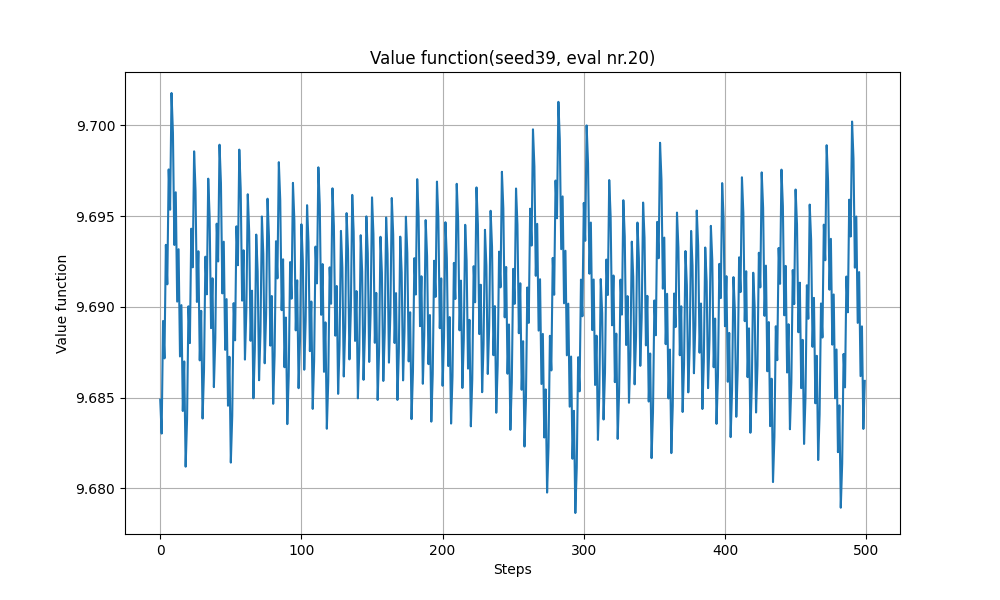 Value function(seed39, eval nr.20)
Value function
9.700
9.695
9.690
9.685
9.680
0 100 200 300 400 500
Steps